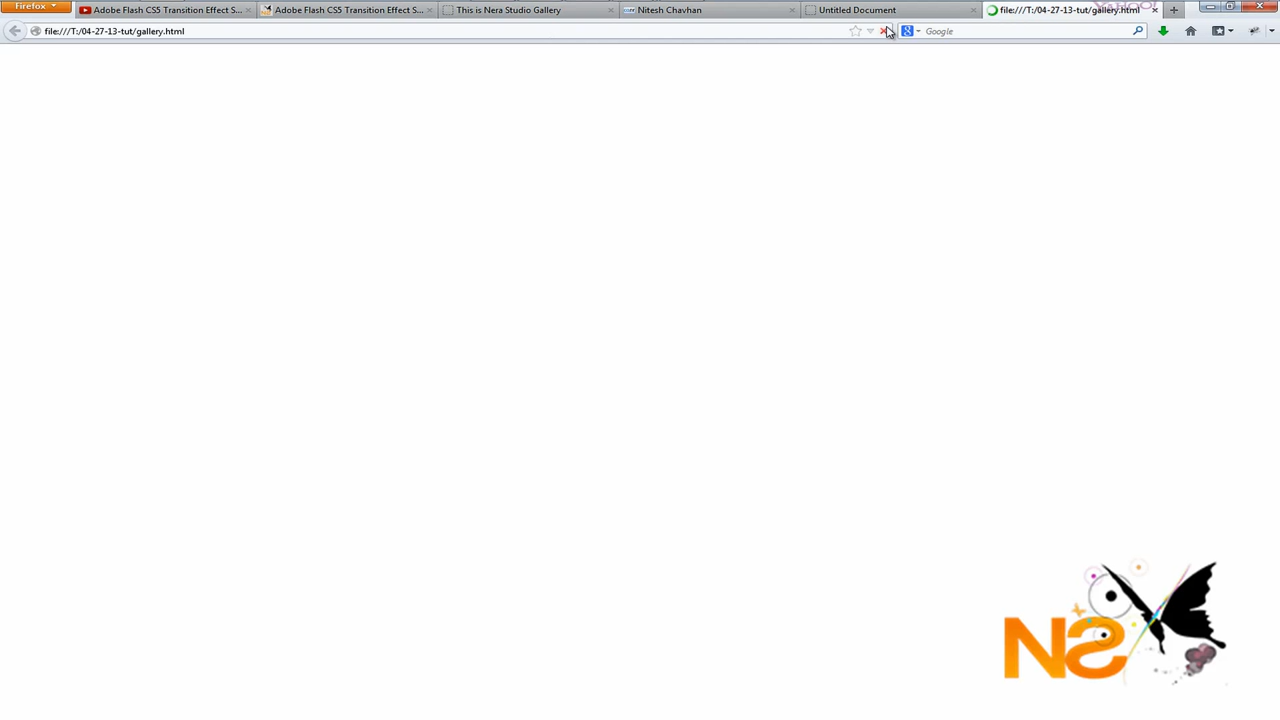 Firefox
Adobe Flash CS5 Transition Effect S...
Adobe Flash CS5 Transition Effect S...
This is Nera Studio Gallery
Nitesh Chavhan
Untitled Document
file:///T:/04-27-13-tut/gallery.html
YAHOO!
file:///T:/04-27-13-tut/gallery.html
Google
NS